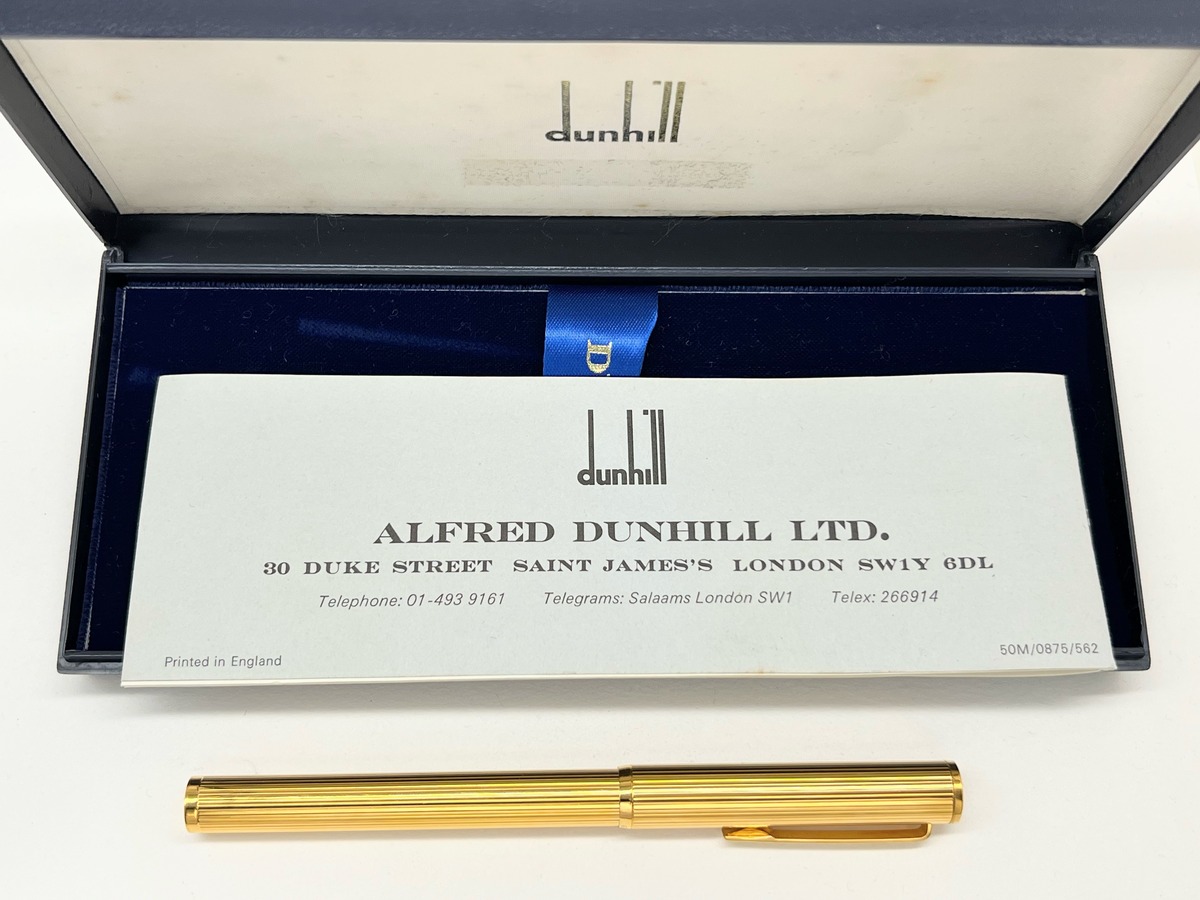 dunhill
D
dunhill
ALFRED DUNHILL LTD.
30 DUKE STREET SAINT JAMES'S LONDON SW1Y 6DL
Telephone: 01-493 9161 Telegrams: Salaams London SW1 Telex: 266914
Printed in England 50M/0875/562